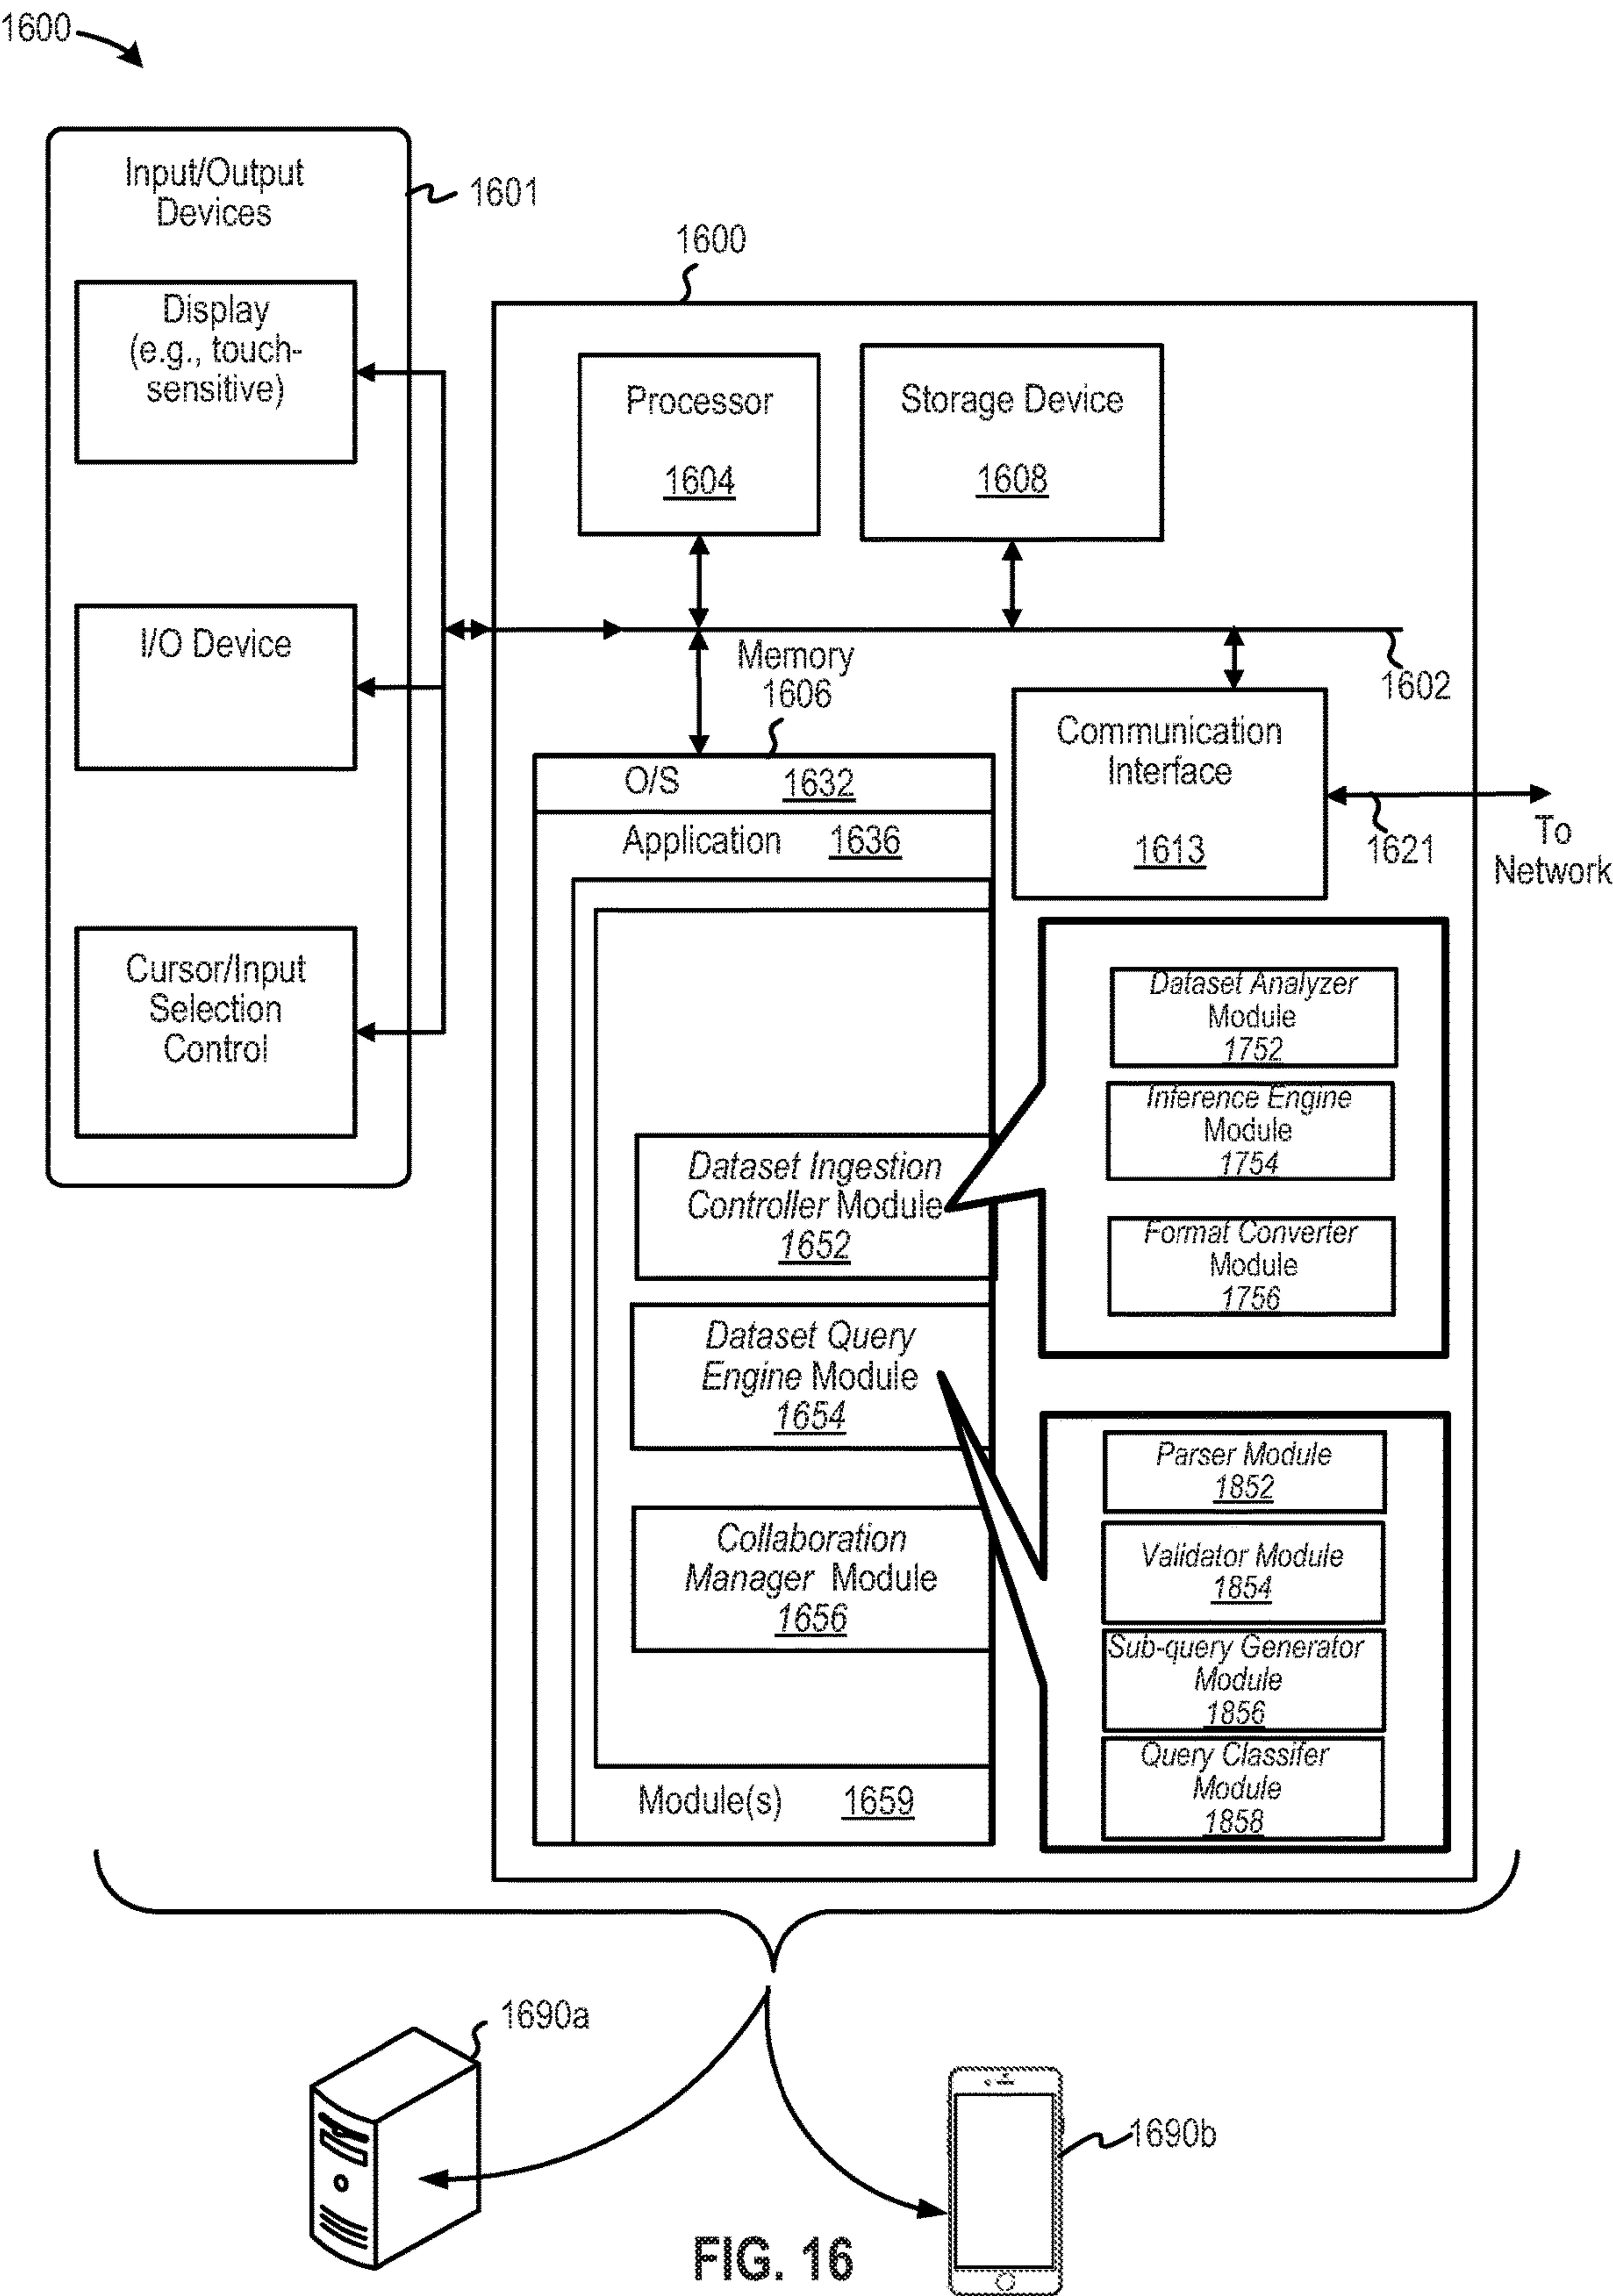 1600
Input/Output
Devices
1601
Display
(e.g., touch-
sensitive)
I/O Device
Cursor/Input
Selection
Control
1600
Processor
1604
Storage Device
1608
1602
Memory
1606
Communication
Interface
1613
1621
To
Network
O/S 1632
Application 1636
Dataset Ingestion
Controller Module
1652
Dataset Query
Engine Module
1654
Collaboration
Manager Module
1656
Module(s) 1659
Dataset Analyzer
Module
1752
Inference Engine
Module
1754
Format Converter
Module
1756
Parser Module
1852
Validator Module
1854
Sub-query Generator
Module
1856
Query Classifer
Module
1858
1690a
1690b
FIG. 16